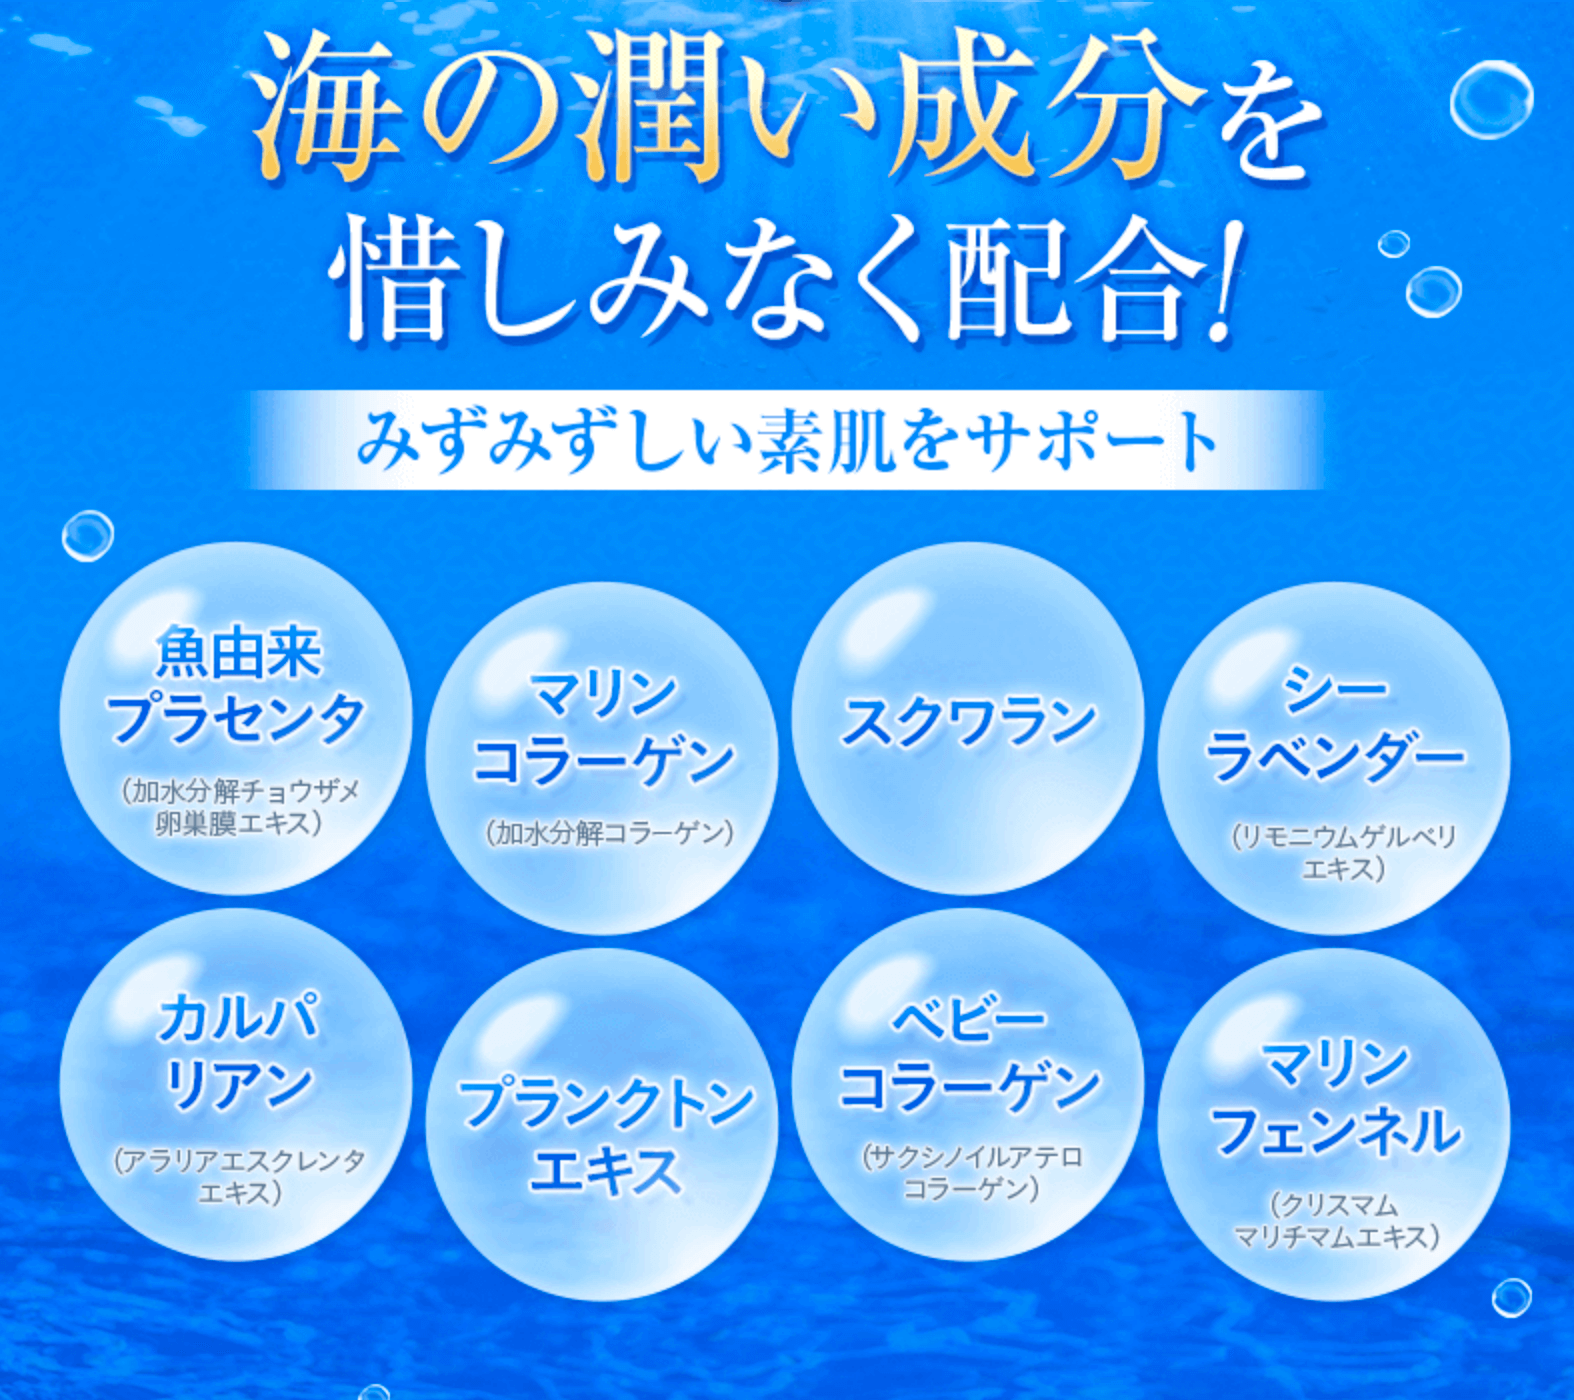 海の潤い成分を
惜しみなく配合!
みずみずしい素肌をサポート
魚由来
プラセンタ
(加水分解チョウザメ
卵巣膜エキス)
マリン
コラーゲン
(加水分解コラーゲン)
スクワラン
シー
ラベンダー
(リモニウムゲルベリ
エキス)
カルパ
リアン
(アラリアエスクレンタ
エキス)
プランクトン
エキス
ベビー
コラーゲン
(サクシノイルアテロ
コラーゲン)
マリン
フェンネル
(クリスマム
マリチマムエキス)